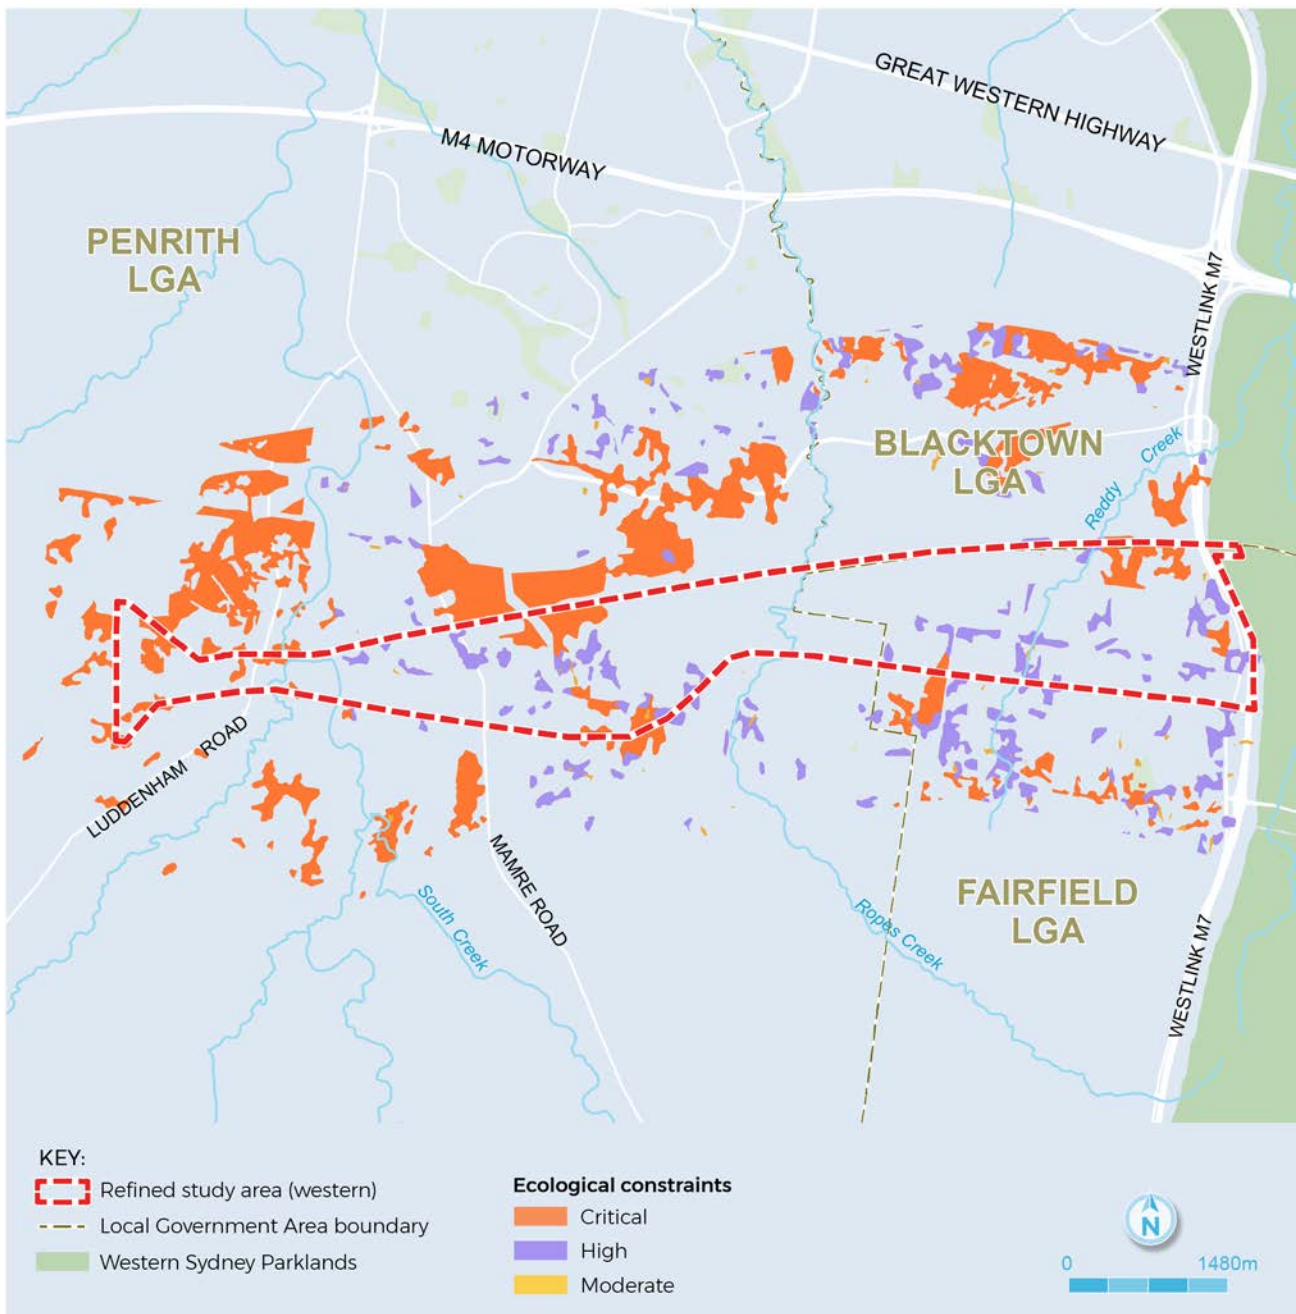 GREAT WESTERN HIGHWAY
M4 MOTORWAY
PENRITH
LGA
WESTLINK M7
BLACKTOWN
LGA
Reddy Creek
LUDDENHAM ROAD
MAMRE ROAD
South Creek
Ropes Creek
FAIRFIELD
LGA
WESTLINK M7
KEY:
Refined study area (western)
Local Government Area boundary
Western Sydney Parklands
Ecological constraints
Critical
High
Moderate
N
0 1480m